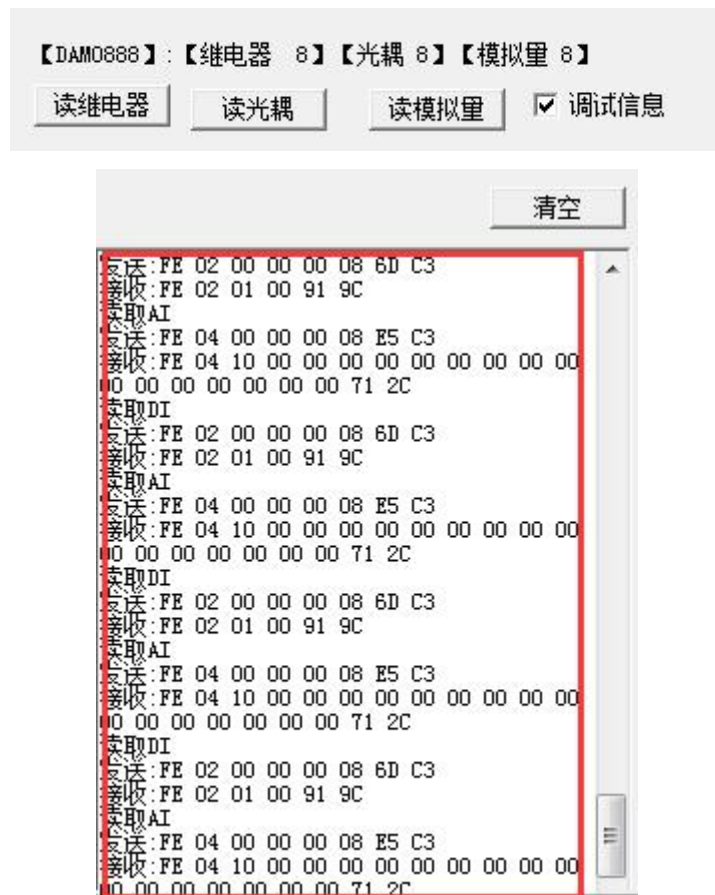 【DAM0888】:【继电器 8】【光耦 8】【模拟量 8】
读继电器 读光耦 读模拟量 调试信息
清空
发送:FE 02 00 00 00 08 6D C3
接收:FE 02 01 00 91 9C
读取AI
发送:FE 04 00 00 00 08 E5 C3
接收:FE 04 10 00 00 00 00 00 00 00 00 00
00 00 00 00 00 00 00 71 2C
读取DI
发送:FE 02 00 00 00 08 6D C3
接收:FE 02 01 00 91 9C
读取AI
发送:FE 04 00 00 00 08 E5 C3
接收:FE 04 10 00 00 00 00 00 00 00 00 00
00 00 00 00 00 00 00 71 2C
读取DI
发送:FE 02 00 00 00 08 6D C3
接收:FE 02 01 00 91 9C
读取AI
发送:FE 04 00 00 00 08 E5 C3
接收:FE 04 10 00 00 00 00 00 00 00 00 00
00 00 00 00 00 00 00 71 2C
读取DI
发送:FE 02 00 00 00 08 6D C3
接收:FE 02 01 00 91 9C
读取AI
发送:FE 04 00 00 00 08 E5 C3
接收:FE 04 10 00 00 00 00 00 00 00 00 00
00 00 00 00 00 00 00 71 2C